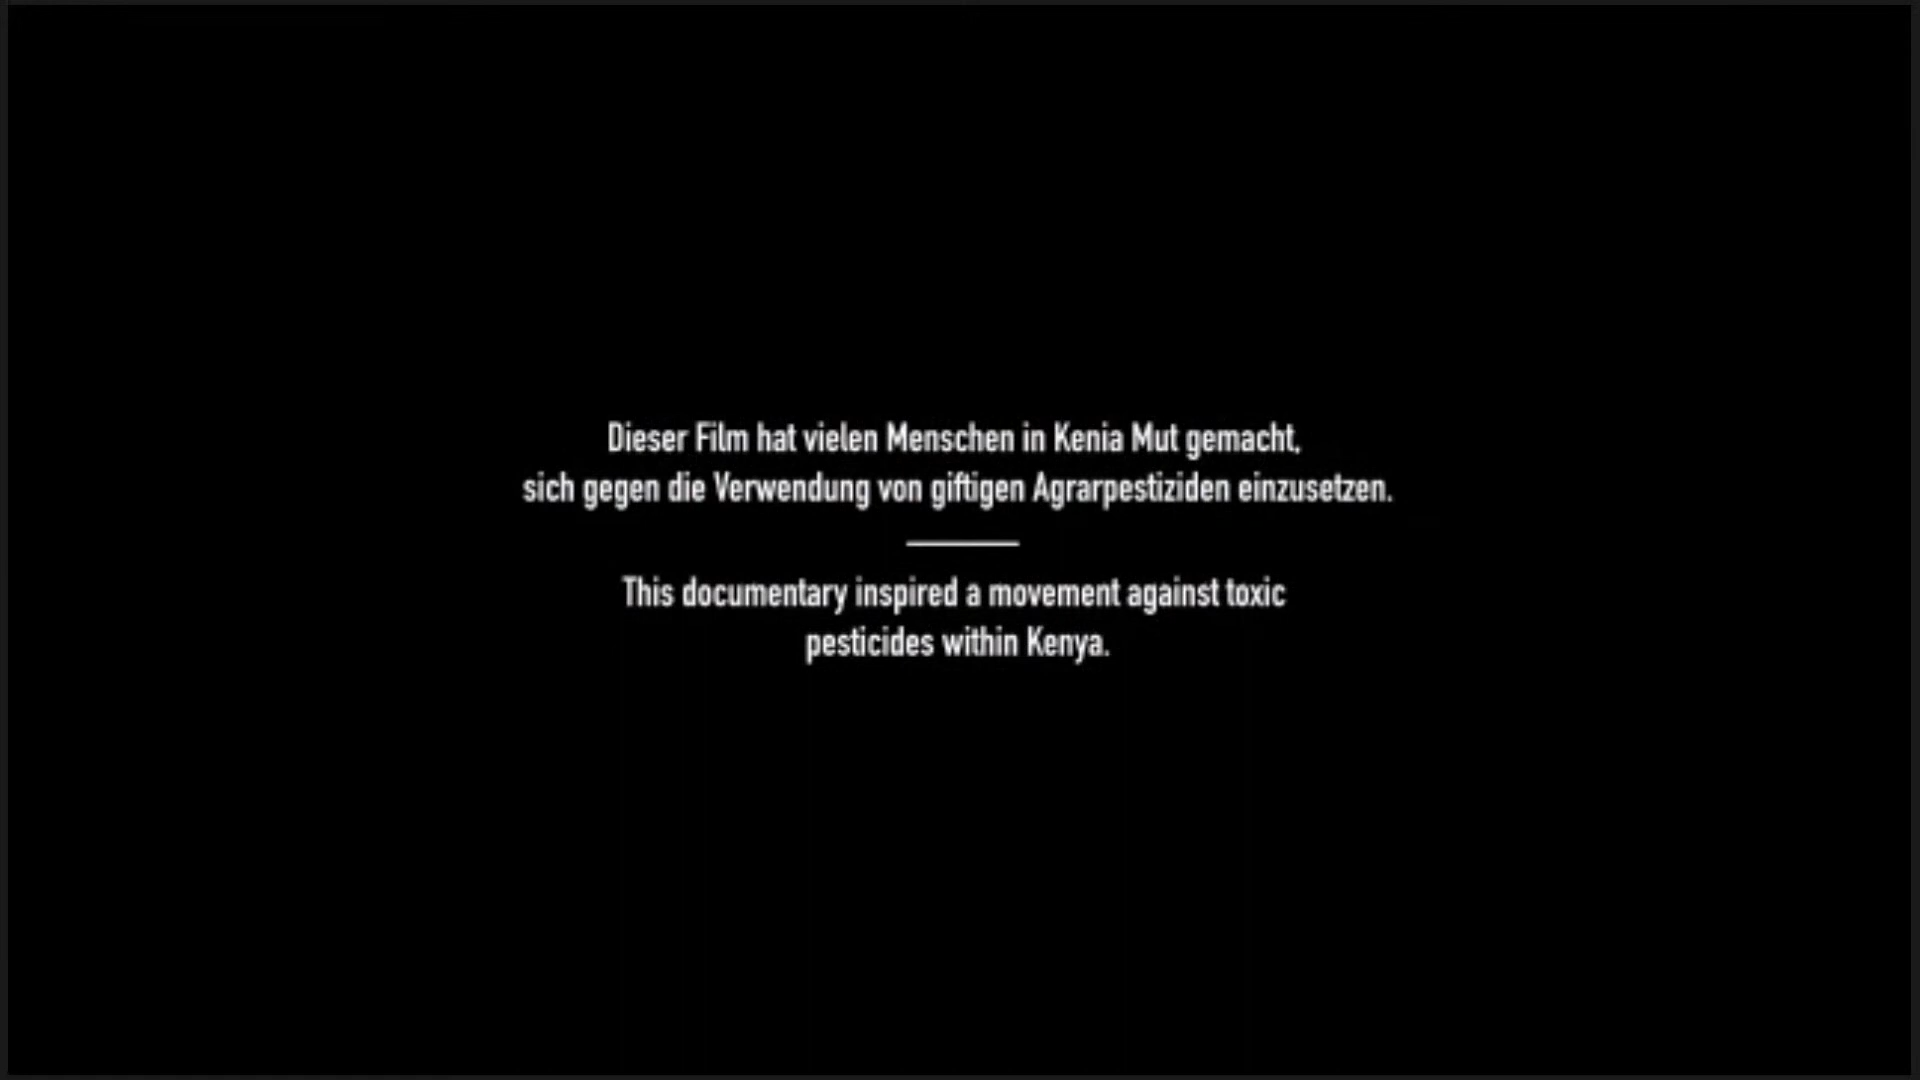 Dieser Film hat vielen Menschen in Kenia Mut gemacht,
sich gegen die Verwendung von giftigen Agrarpestiziden einzusetzen.
This documentary inspired a movement against toxic
pesticides within Kenya.